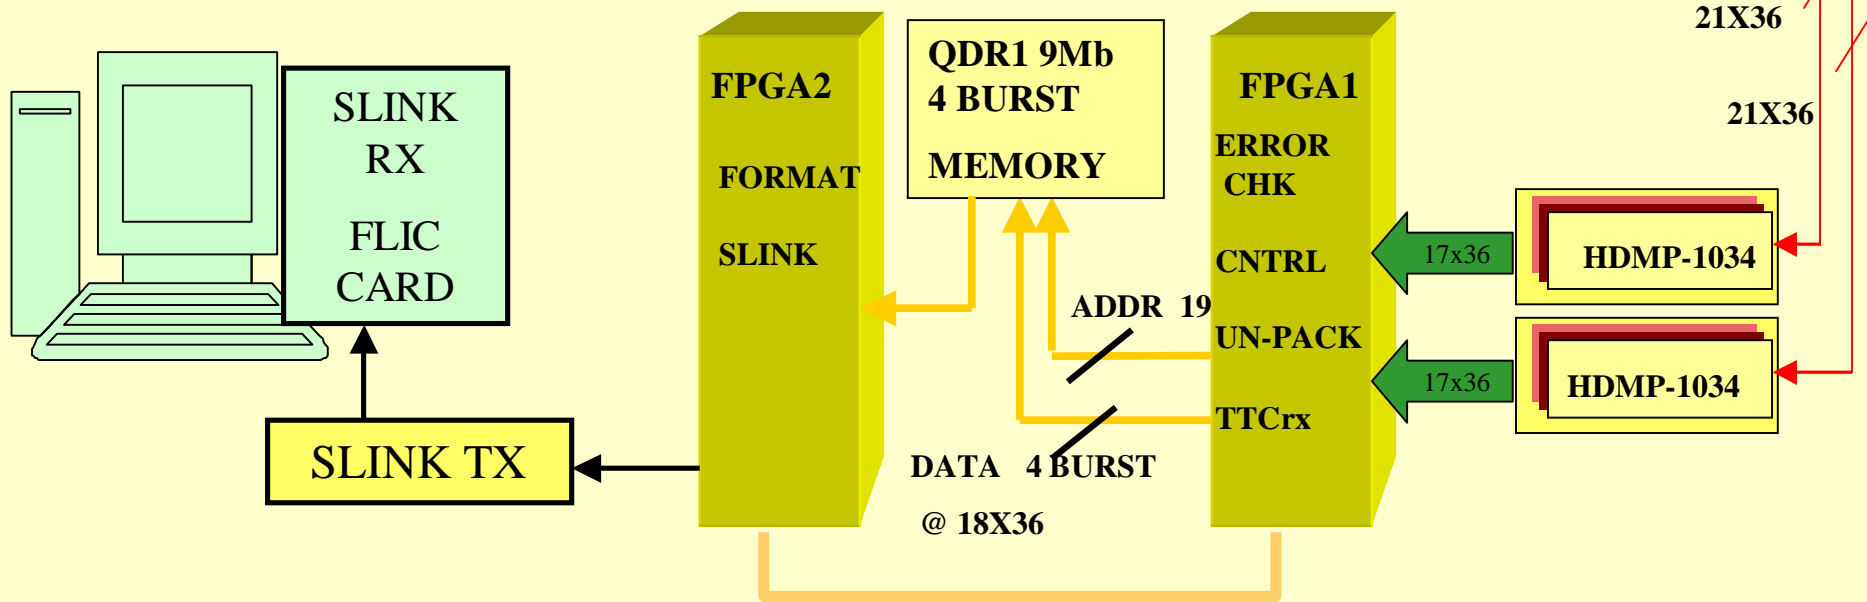 SLINK
RX
FLIC
CARD
SLINK TX
FPGA2
FORMAT
SLINK
QDR1 9Mb
4 BURST
MEMORY
ADDR 19
DATA 4 BURST
@ 18X36
FPGA1
ERROR
CHK
CNTRL
UN-PACK
TTCrx
17x36
17x36
HDMP-1034
HDMP-1034
21X36
21X36